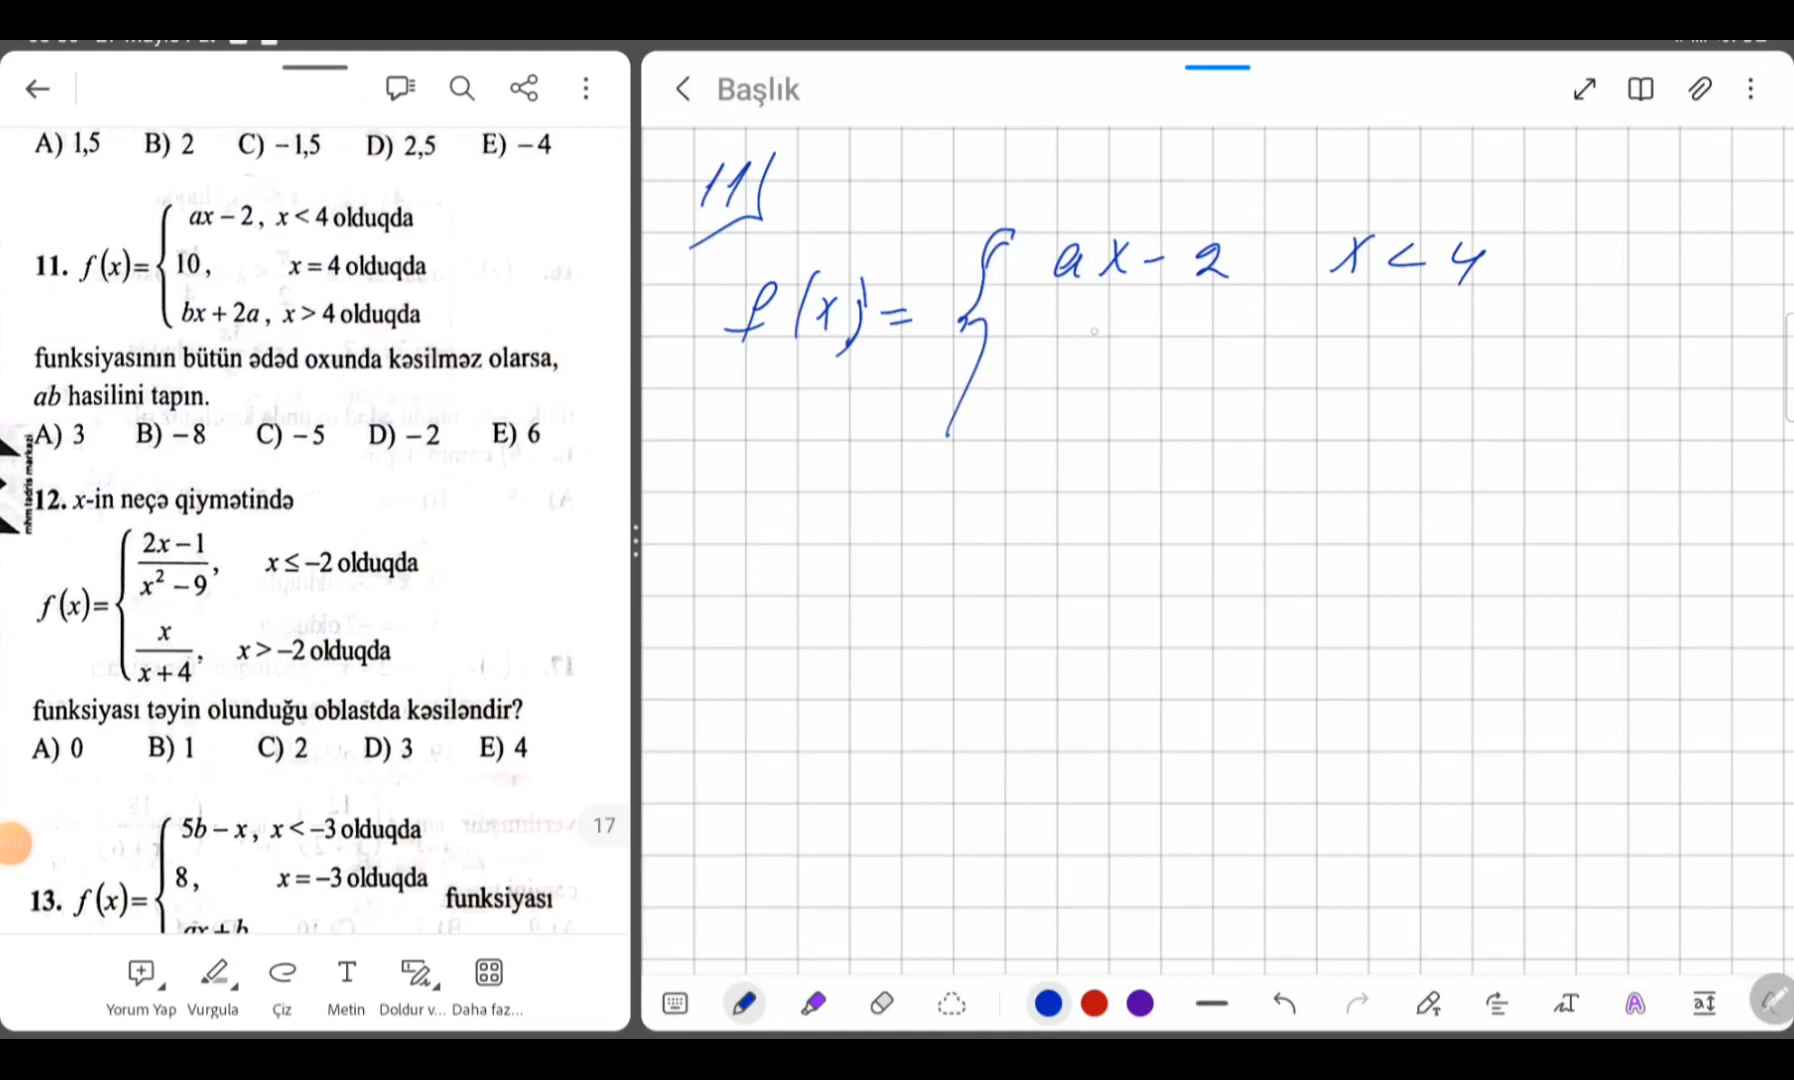 Başlık
A) 1,5 B) 2 C) – 1,5 D) 2,5 E) – 4
11. f(x)= { ax – 2, x < 4 olduqda
10, x = 4 olduqda
bx + 2a, x > 4 olduqda
funksiyasının bütün ədəd oxunda kəsilməz olarsa,
ab hasilini tapın.
A) 3 B) – 8 C) – 5 D) – 2 E) 6
mhm tədris mərkəzi
12. x-in neçə qiymətində
f(x)= { (2x – 1)/(x² – 9), x ≤ –2 olduqda
x/(x + 4), x > –2 olduqda
funksiyası təyin olunduğu oblastda kəsiləndir?
A) 0 B) 1 C) 2 D) 3 E) 4
17
13. f(x)= { 5b – x, x < –3 olduqda
8, x = –3 olduqda
funksiyası
ax + b
Yorum Yap Vurgula Çiz Metin Doldur v... Daha faz...
11
f(x) = { ax - 2 x < 4